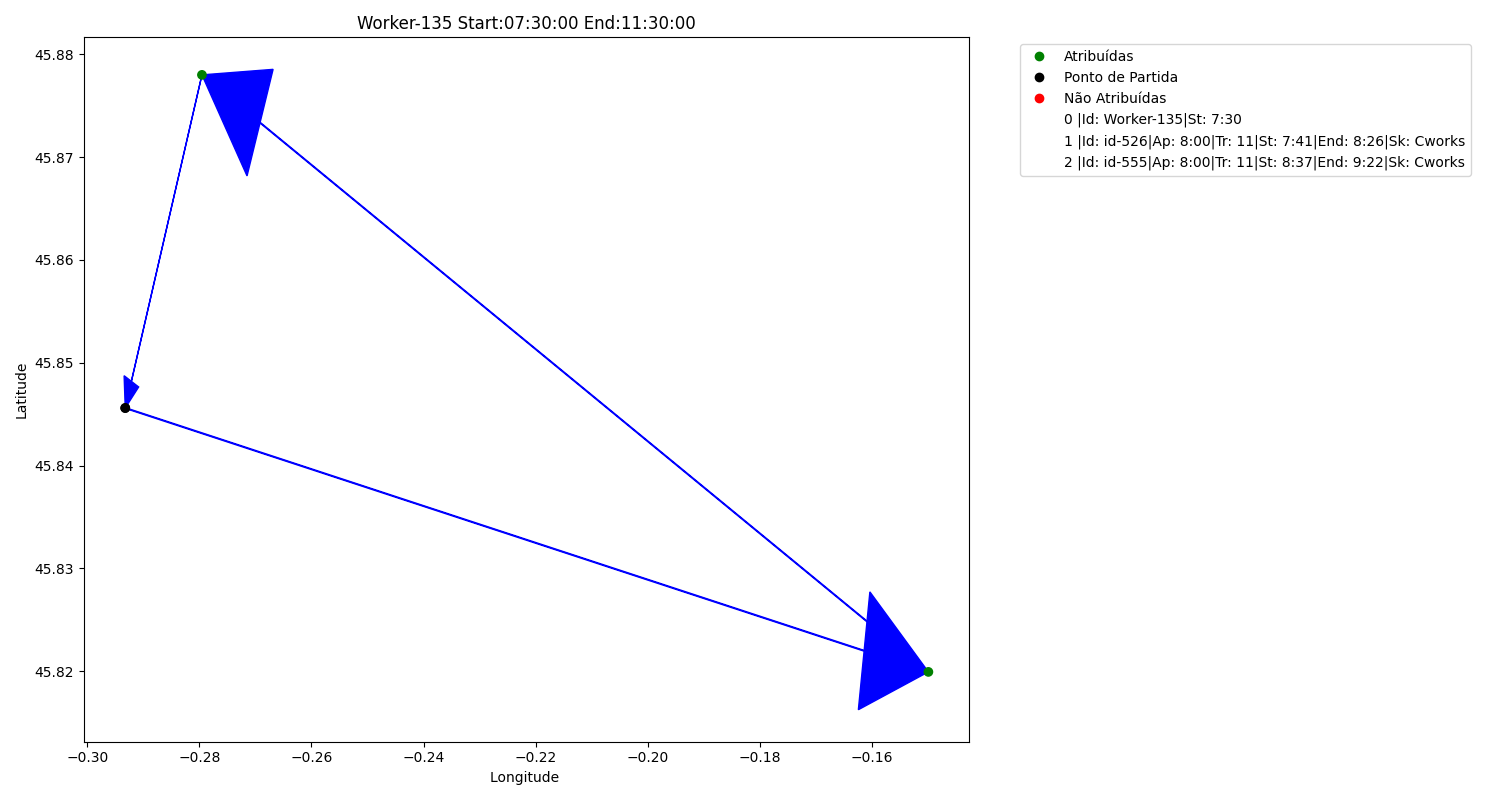 Worker-135 Start:07:30:00 End:11:30:00
45.88
45.87
45.86
45.85
45.84
45.83
45.82
Latitude
−0.30
−0.28
−0.26
−0.24
−0.22
−0.20
−0.18
−0.16
Longitude
Atribuídas
Ponto de Partida
Não Atribuídas
0 |Id: Worker-135|St: 7:30
1 |Id: id-526|Ap: 8:00|Tr: 11|St: 7:41|End: 8:26|Sk: Cworks
2 |Id: id-555|Ap: 8:00|Tr: 11|St: 8:37|End: 9:22|Sk: Cworks